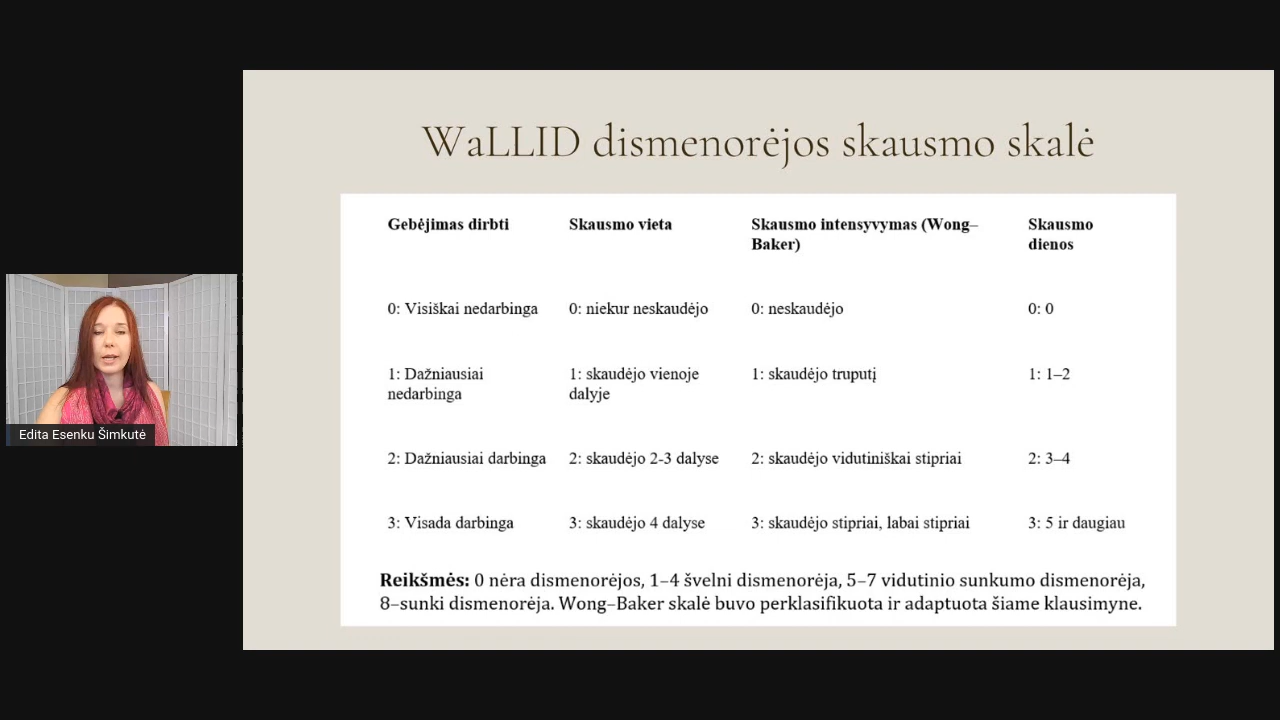 WaLLID dismenorėjos skausmo skalė
Gebėjimas dirbti
Skausmo vieta
Skausmo intensyvymas (Wong–
Baker)
Skausmo
dienos
0: Visiškai nedarbinga
0: niekur neskaudėjo
0: neskaudėjo
0: 0
1: Dažniausiai
nedarbinga
1: skaudėjo vienoje
dalyje
1: skaudėjo truputį
1: 1–2
2: Dažniausiai darbinga
2: skaudėjo 2-3 dalyse
2: skaudėjo vidutiniškai stipriai
2: 3–4
3: Visada darbinga
3: skaudėjo 4 dalyse
3: skaudėjo stipriai, labai stipriai
3: 5 ir daugiau
Reikšmės: 0 nėra dismenorėjos, 1–4 švelni dismenorėja, 5–7 vidutinio sunkumo dismenorėja,
8–sunki dismenorėja. Wong–Baker skalė buvo perklasifikuota ir adaptuota šiame klausimyne.
Edita Esenku Šimkutė